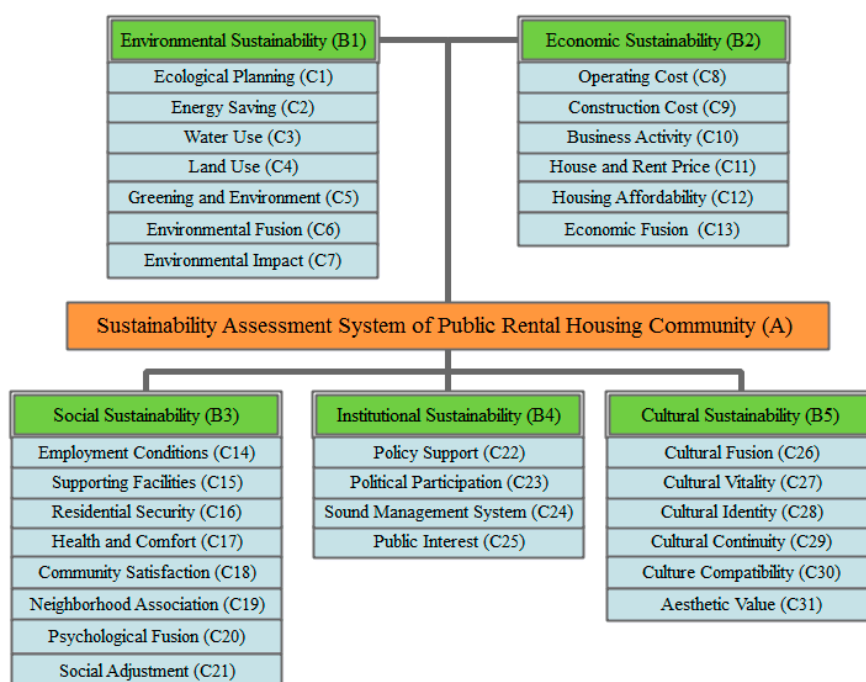 Environmental Sustainability (B1)
Ecological Planning (C1)
Energy Saving (C2)
Water Use (C3)
Land Use (C4)
Greening and Environment (C5)
Environmental Fusion (C6)
Environmental Impact (C7)
Economic Sustainability (B2)
Operating Cost (C8)
Construction Cost (C9)
Business Activity (C10)
House and Rent Price (C11)
Housing Affordability (C12)
Economic Fusion (C13)
Sustainability Assessment System of Public Rental Housing Community (A)
Social Sustainability (B3)
Employment Conditions (C14)
Supporting Facilities (C15)
Residential Security (C16)
Health and Comfort (C17)
Community Satisfaction (C18)
Neighborhood Association (C19)
Psychological Fusion (C20)
Social Adjustment (C21)
Institutional Sustainability (B4)
Policy Support (C22)
Political Participation (C23)
Sound Management System (C24)
Public Interest (C25)
Cultural Sustainability (B5)
Cultural Fusion (C26)
Cultural Vitality (C27)
Cultural Identity (C28)
Cultural Continuity (C29)
Culture Compatibility (C30)
Aesthetic Value (C31)